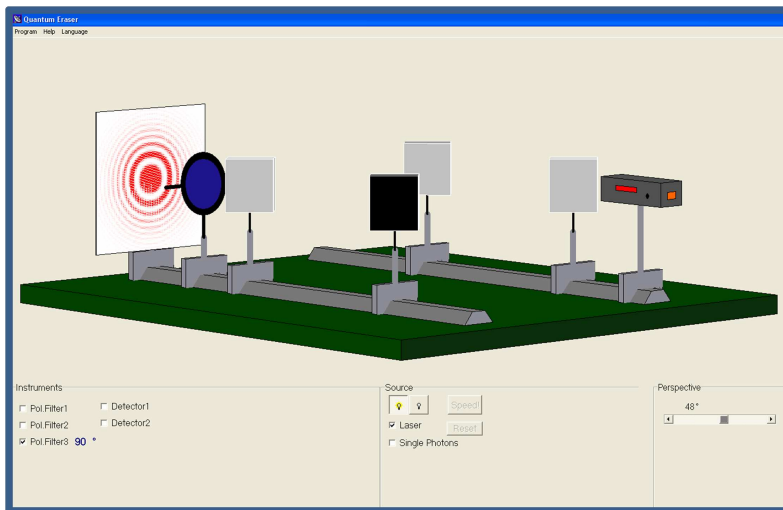 Quantum Eraser
Program Help Language
Instruments
Pol.Filter1
Detector1
Pol.Filter2
Detector2
Pol.Filter3 90 °
Source
Speed!
Laser
Reset
Single Photons
Perspective
48°